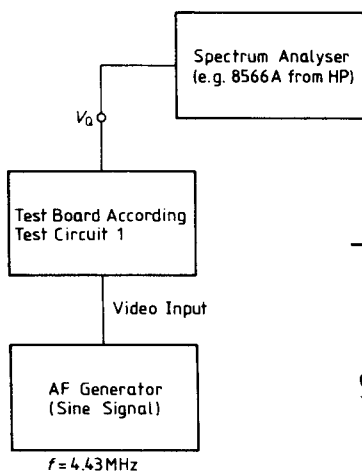 Spectrum Analyser
(e.g. 8566A from HP)
VQ
Test Board According
Test Circuit 1
Video Input
AF Generator
(Sine Signal)
f = 4.43 MHz